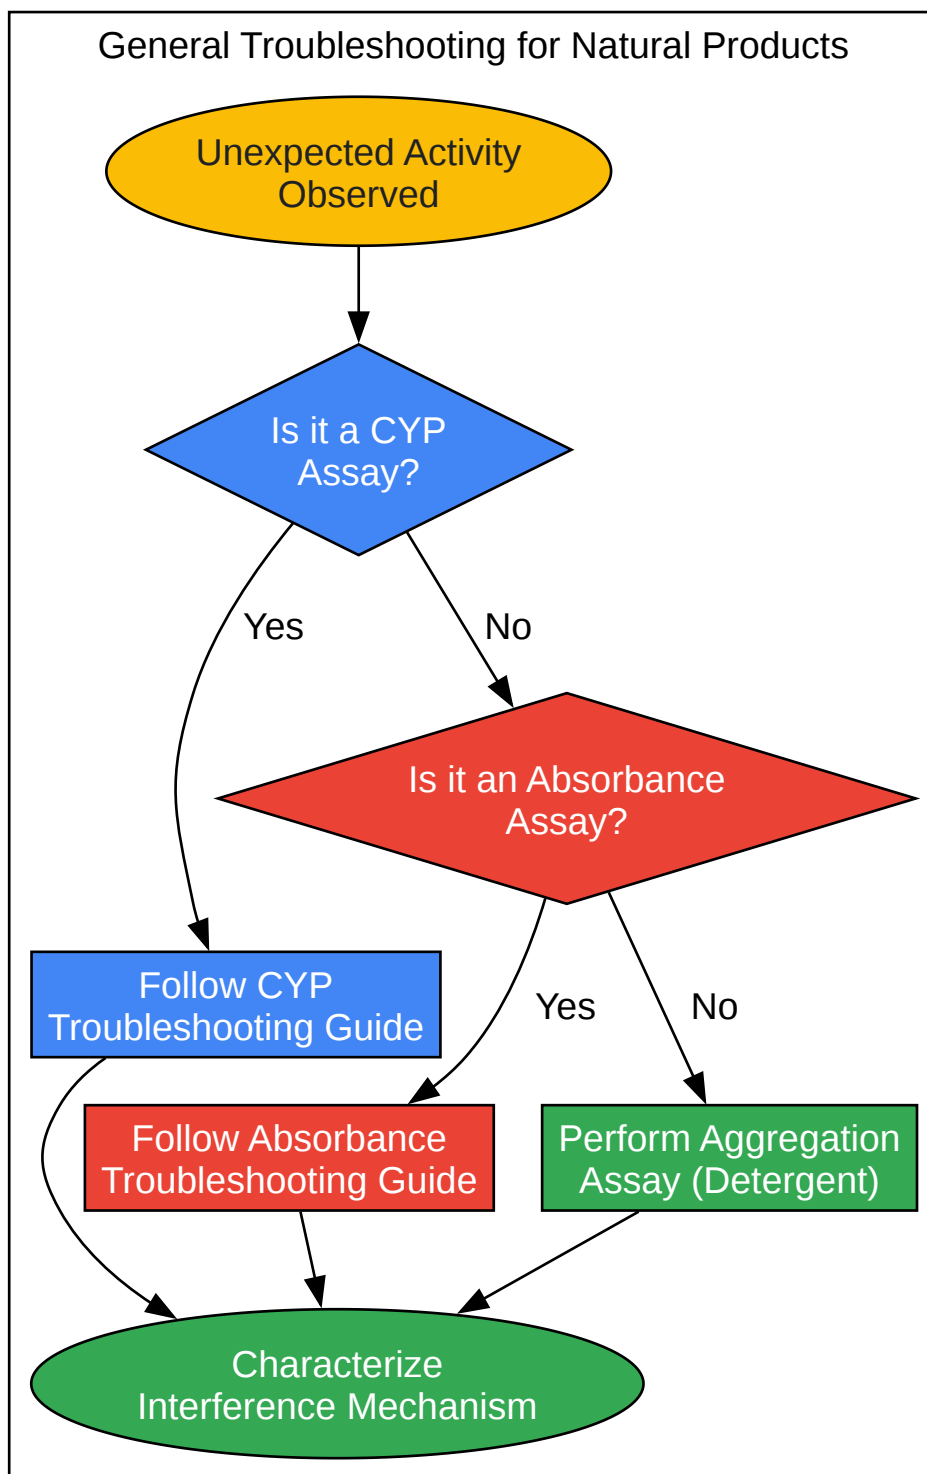 General Troubleshooting for Natural Products
Unexpected Activity
Observed
Is it a CYP
Assay?
Yes
No
Is it an Absorbance
Assay?
Follow CYP
Troubleshooting Guide
Yes
No
Follow Absorbance
Troubleshooting Guide
Perform Aggregation
Assay (Detergent)
Characterize
Interference Mechanism